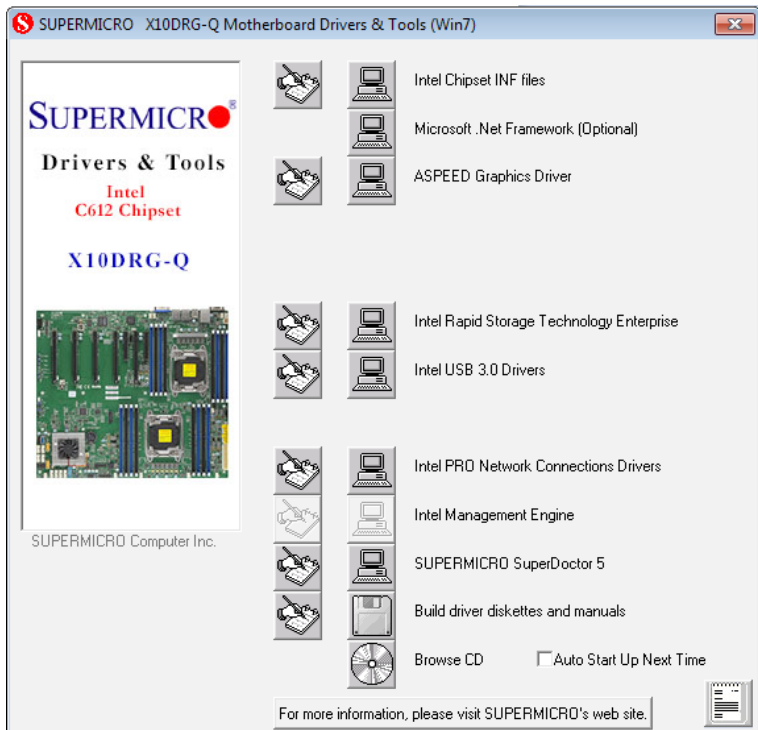 SUPERMICRO X10DRG-Q Motherboard Drivers & Tools (Win7)
SUPERMICRO®
Drivers & Tools
Intel
C612 Chipset
X10DRG-Q
SUPERMICRO Computer Inc.
Intel Chipset INF files
Microsoft .Net Framework (Optional)
ASPEED Graphics Driver
Intel Rapid Storage Technology Enterprise
Intel USB 3.0 Drivers
Intel PRO Network Connections Drivers
Intel Management Engine
SUPERMICRO SuperDoctor 5
Build driver diskettes and manuals
Browse CD
Auto Start Up Next Time
For more information, please visit SUPERMICRO's web site.